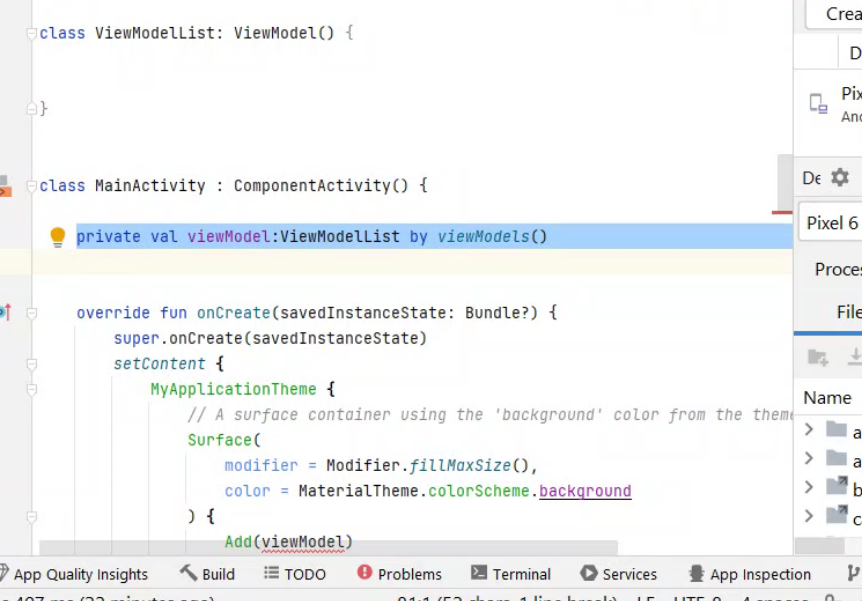 class ViewModelList: ViewModel() {
}
class MainActivity : ComponentActivity() {
private val viewModel:ViewModelList by viewModels()
override fun onCreate(savedInstanceState: Bundle?) {
super.onCreate(savedInstanceState)
setContent {
MyApplicationTheme {
// A surface container using the 'background' color from the theme
Surface(
modifier = Modifier.fillMaxSize(),
color = MaterialTheme.colorScheme.background
) {
Add(viewModel)
Crea
D
Pix
And
De
Pixel 6
Proces
File
Name
a
a
b
c
App Quality Insights
Build
TODO
Problems
Terminal
Services
App Inspection